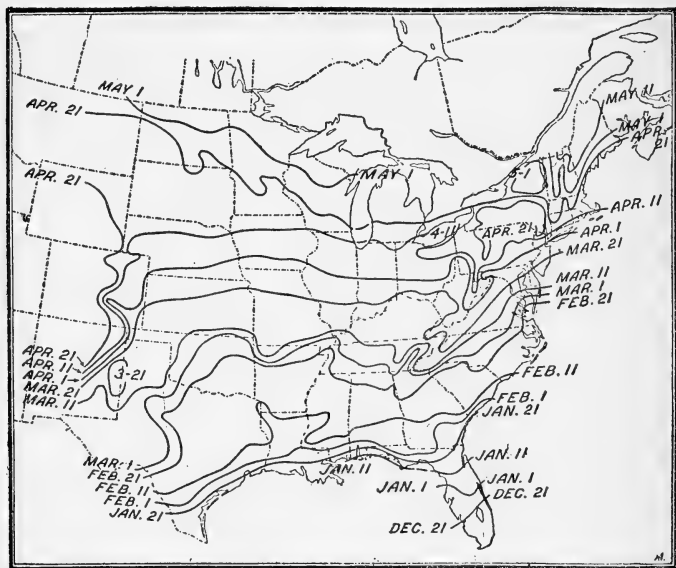 MAY 1
APR. 21
MAY 11
MAY 1
APR. 21
5-1
MAY 1
APR. 21
APR. 11
4-11
APR. 21
APR. 1
MAR. 21
MAR. 11
MAR. 1
FEB. 21
APR. 21
APR. 11
APR. 1
MAR. 21
MAR. 11
3-21
FEB. 11
FEB. 1
JAN. 21
MAR. 1
FEB. 21
FEB. 11
FEB. 1
JAN. 21
JAN. 11
JAN. 11
JAN. 1
JAN. 1
DEC. 21
DEC. 21
M.